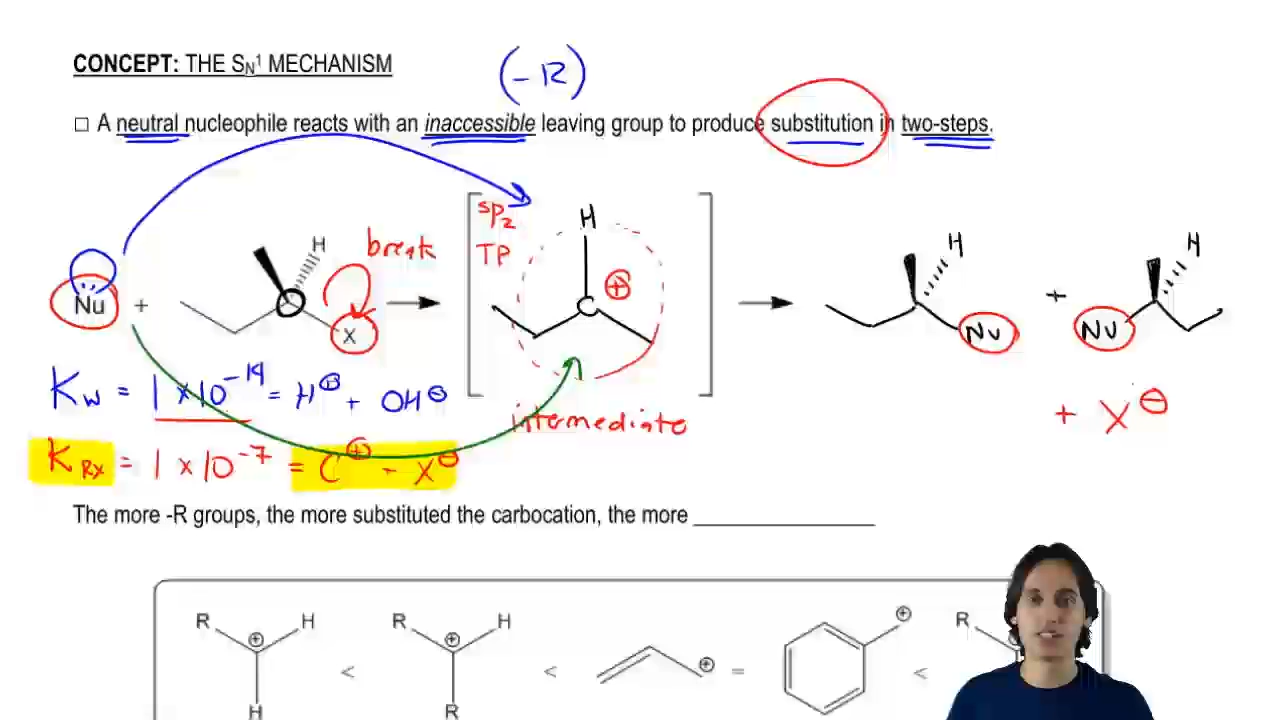 CONCEPT: THE SN1 MECHANISM
(-R)
□ A neutral nucleophile reacts with an inaccessible leaving group to produce substitution in two-steps.
Nu + H X break
sp2
TP
H
C ⊕
intermediate
H Nu + Nu H
+ X⊖
Kw = 1 x 10^-14 = H⊕ + OH⊖
KRx = 1 x 10^-7 = C⊕ - X⊖
The more -R groups, the more substituted the carbocation, the more _______________
R ⊕ H H < R ⊕ H R < ⊕ = ⊕ < R